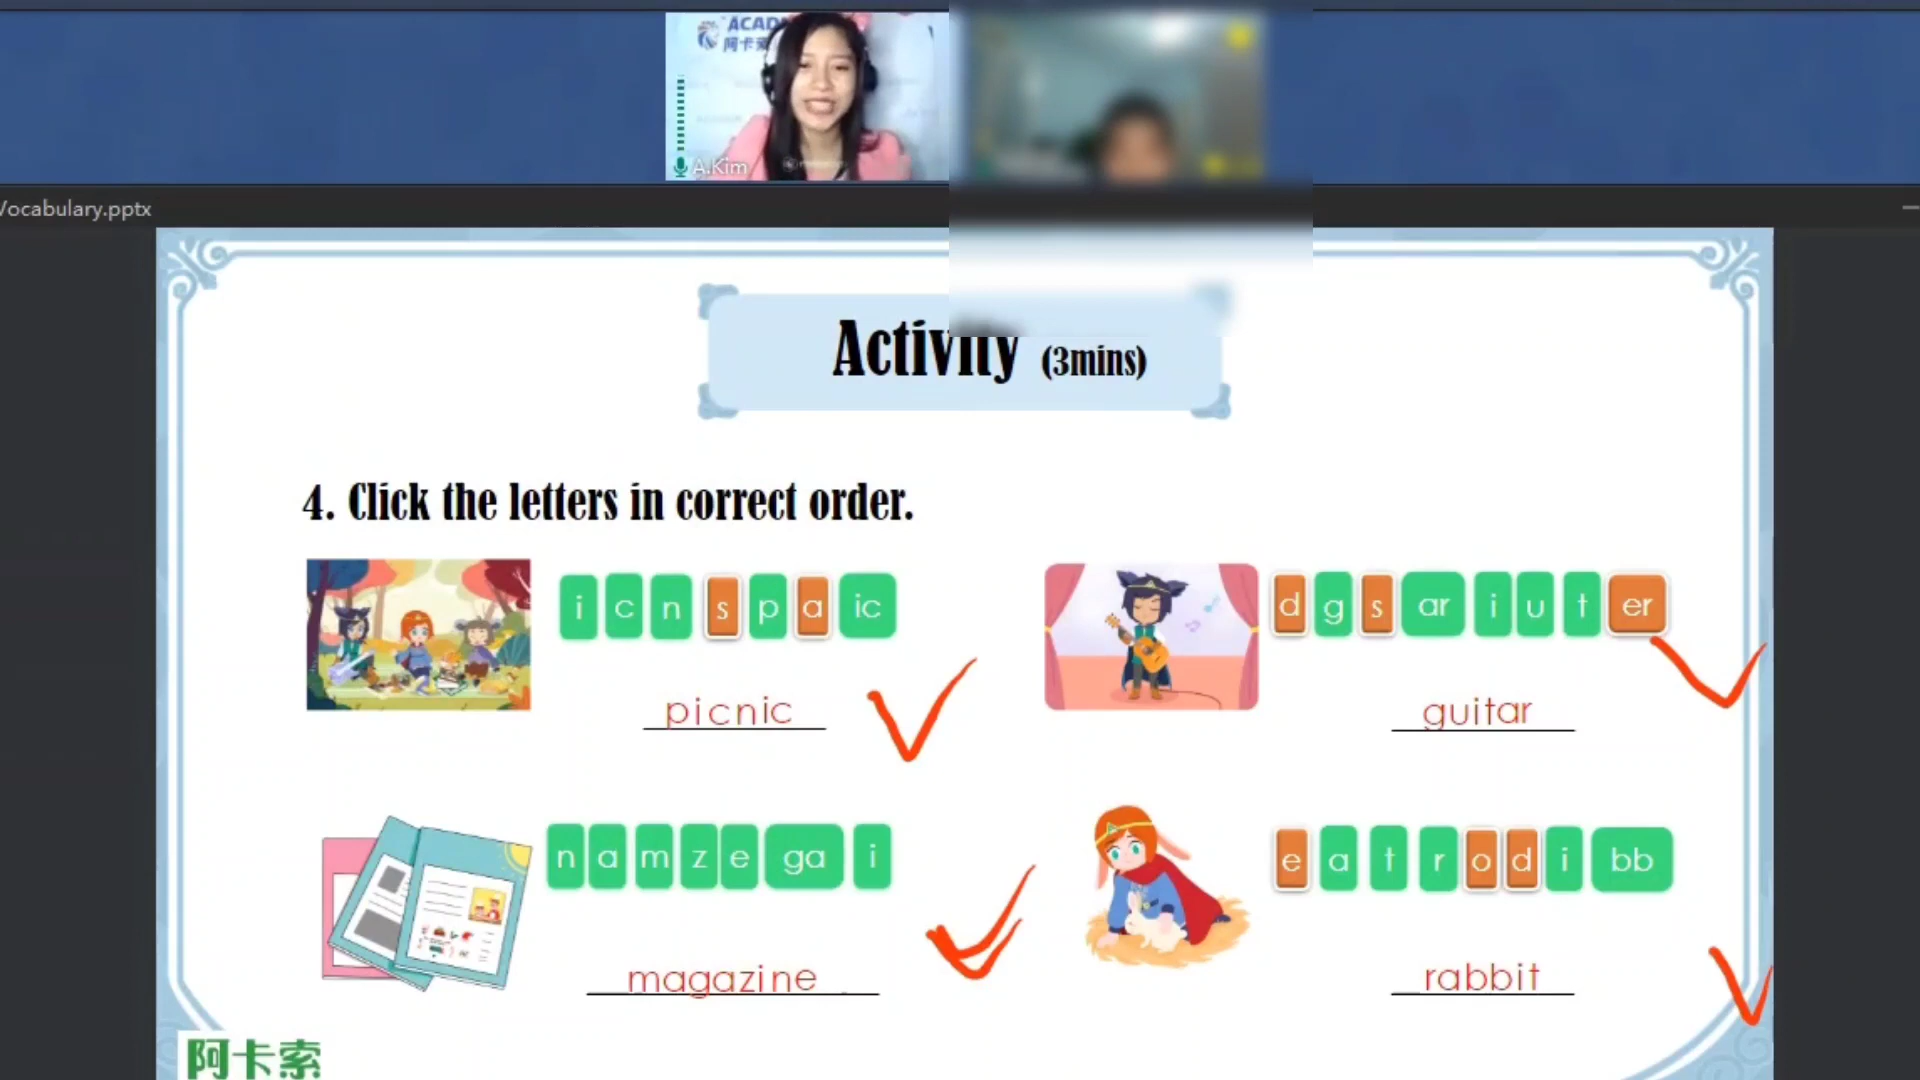 ACAD
阿卡索
A.Kim
Vocabulary.pptx
Activity (3mins)
4. Click the letters in correct order.
i c n s p a ic
d g s ar i u t er
picnic
guitar
n a m z e ga i
e a t r o d i bb
magazine
rabbit
阿卡索